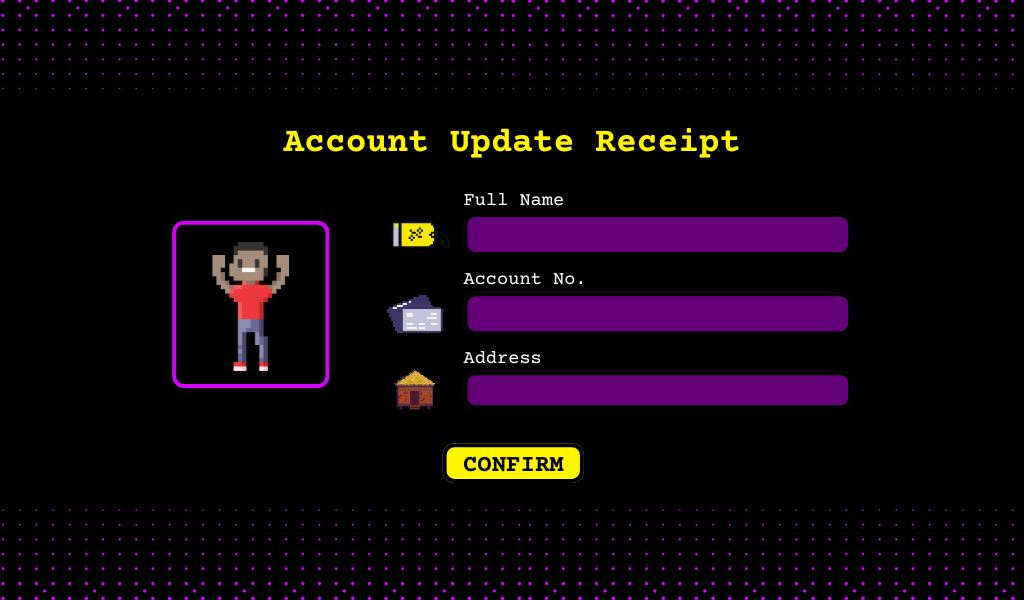 Account Update Receipt
Full Name
Account No.
Address
CONFIRM